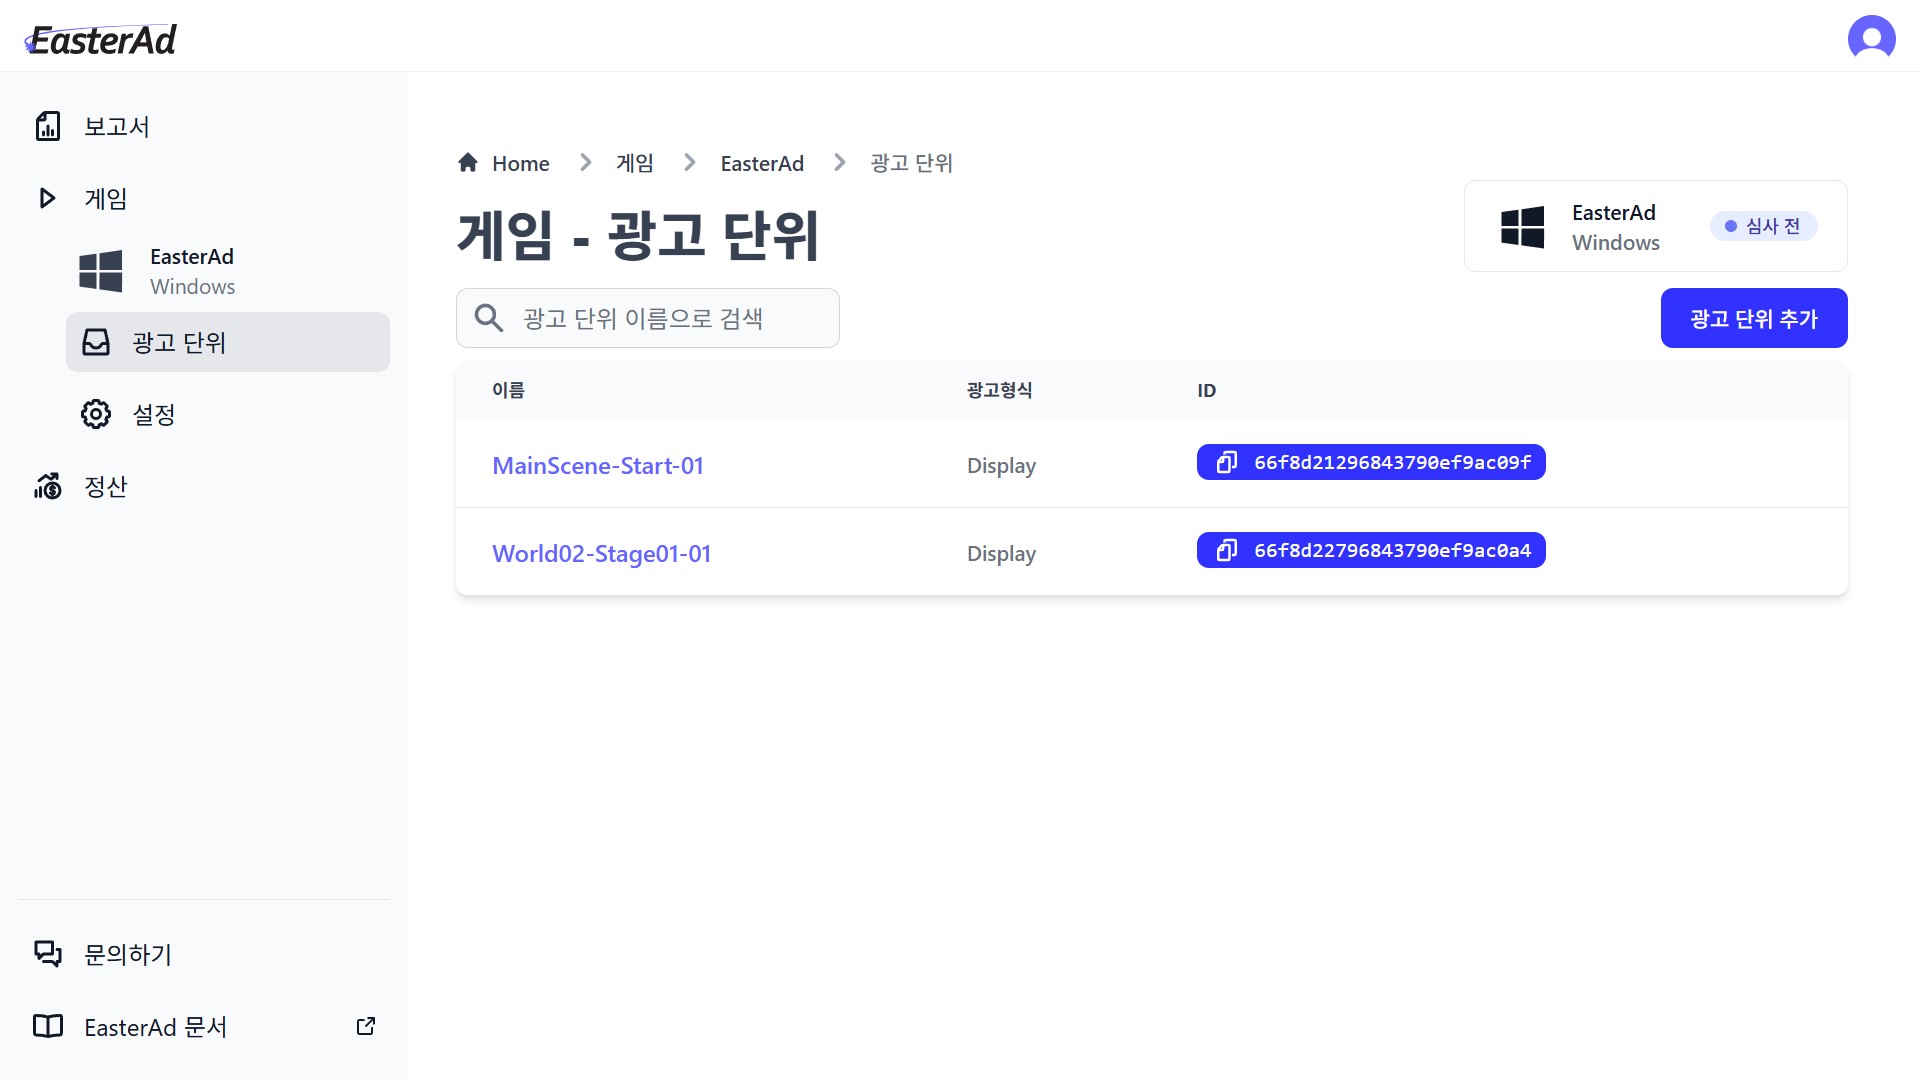 EasterAd
보고서
게임
EasterAd
Windows
광고 단위
설정
정산
문의하기
EasterAd 문서
Home
게임
EasterAd
광고 단위
게임 - 광고 단위
EasterAd
Windows
심사 전
광고 단위 이름으로 검색
광고 단위 추가
이름 광고형식 ID
MainScene-Start-01 Display 66f8d21296843790ef9ac09f
World02-Stage01-01 Display 66f8d22796843790ef9ac0a4